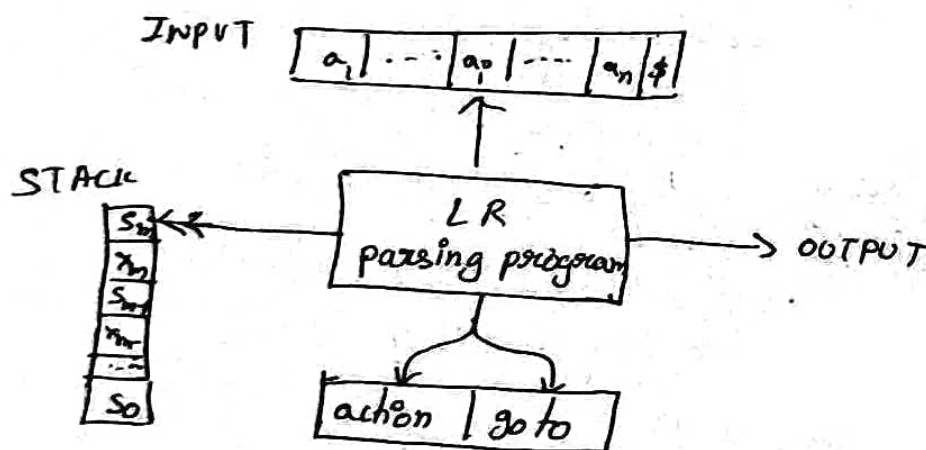 INPUT
a1 | ---- | ai | ---- | an | $
STACK
Sm
Xm
Sm-1
Xm-1
---
S0
LR
parsing program
OUTPUT
action | goto